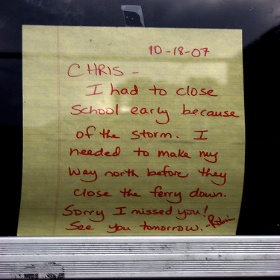 10-18-07
CHRIS -
I had to close
School early because
of the storm. I
needed to make my
way north before they
close the ferry down.
Sorry I missed you!
See you tomorrow. Robin